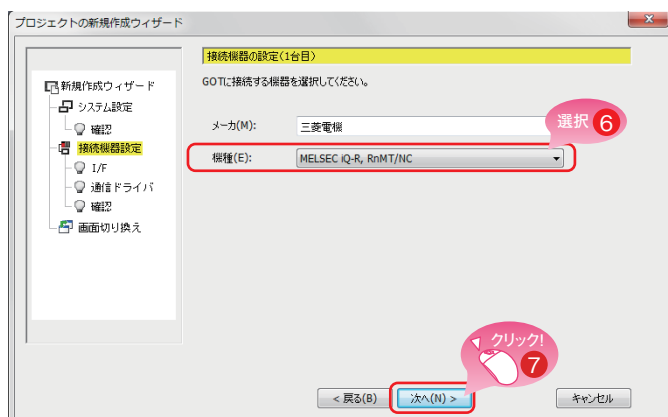 プロジェクトの新規作成ウィザード
接続機器の設定(1台目)
GOTに接続する機器を選択してください。
新規作成ウィザード
システム設定
確認
接続機器設定
I/F
通信ドライバ
確認
画面切り換え
メーカ(M):
三菱電機
選択 6
機種(E):
MELSEC iQ-R, RnMT/NC
クリック!
7
< 戻る(B)
次へ(N) >
キャンセル